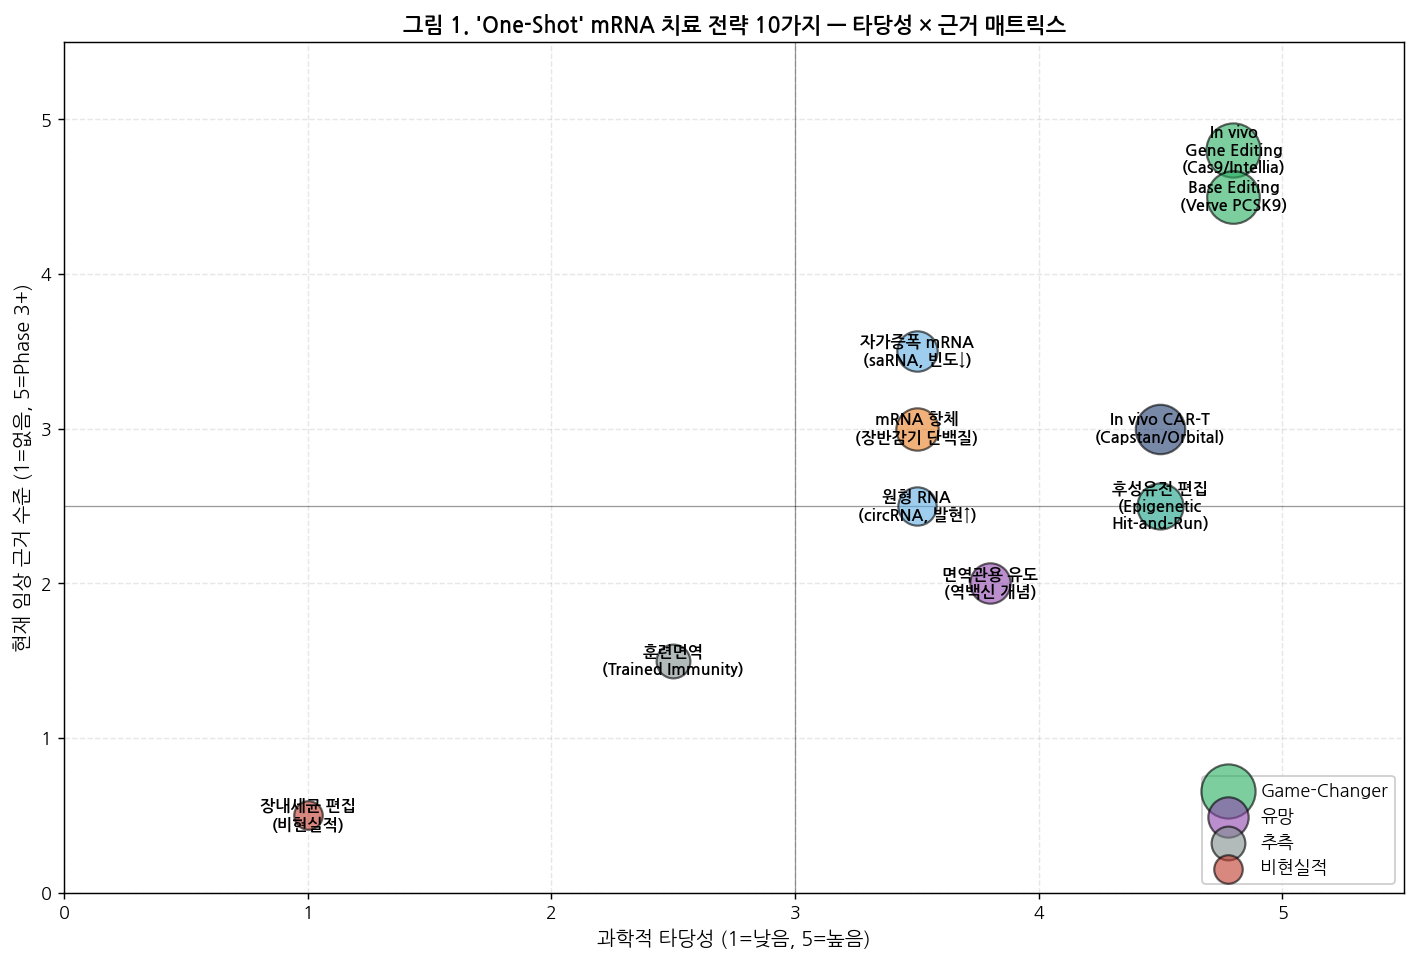 그림 1. 'One-Shot' mRNA 치료 전략 10가지 — 타당성 × 근거 매트릭스
현재 임상 근거 수준 (1=없음, 5=Phase 3+)
5
4
3
2
1
0
In vivo
Gene Editing
(Cas9/Intellia)
Base Editing
(Verve PCSK9)
자가증폭 mRNA
(saRNA, 빈도↓)
mRNA 항체
(장반감기 단백질)
In vivo CAR-T
(Capstan/Orbital)
원형 RNA
(circRNA, 발현↑)
후성유전 편집
(Epigenetic
Hit-and-Run)
면역관용 유도
(역백신 개념)
훈련면역
(Trained Immunity)
장내세균 편집
(비현실적)
Game-Changer
유망
추측
비현실적
0 1 2 3 4 5
과학적 타당성 (1=낮음, 5=높음)